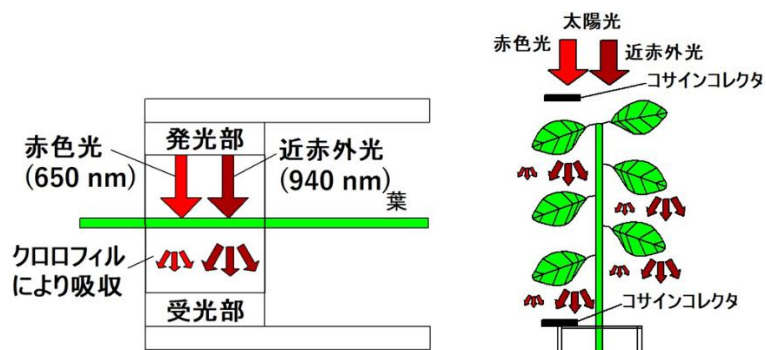 発光部
赤色光
(650 nm)
近赤外光
(940 nm)
葉
クロロフィル
により吸収
受光部
太陽光
赤色光
近赤外光
コサインコレクタ
コサインコレクタ